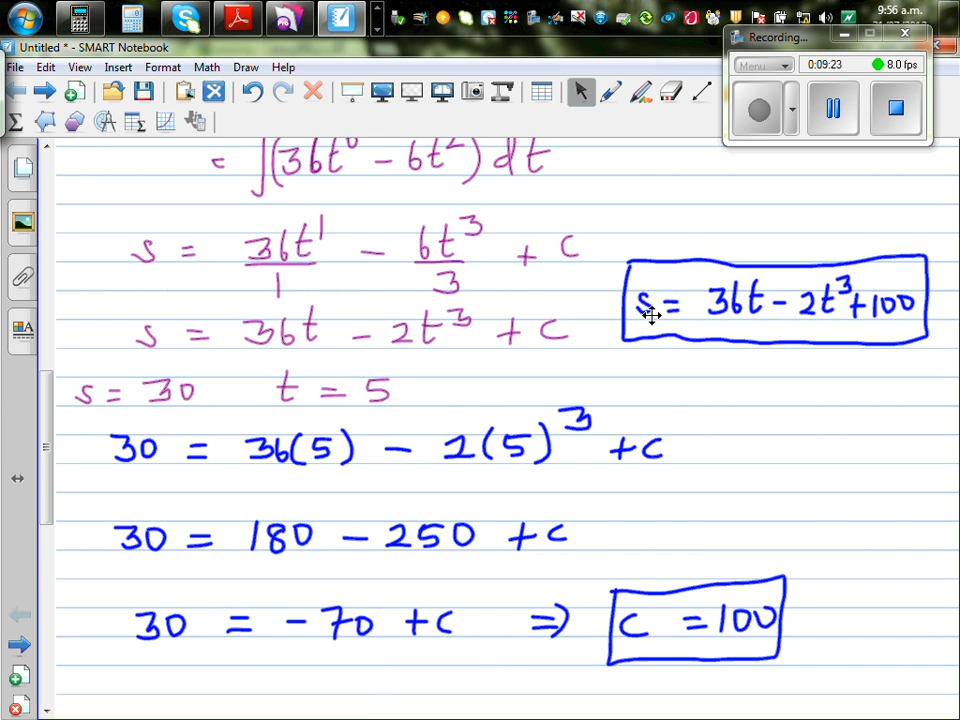 9:56 a.m.
Untitled * - SMART Notebook
Recording...
File Edit View Insert Format Math Draw Help
Menu
0:09:23
8.0 fps
= ∫(36t⁰ - 6t²) dt
s = 36t¹/1 - 6t³/3 + C
s = 36t - 2t³ + 100
s = 36t - 2t³ + C
s = 30 t = 5
30 = 36(5) - 2(5)³ + C
30 = 180 - 250 + C
30 = -70 + C ⇒ C = 100